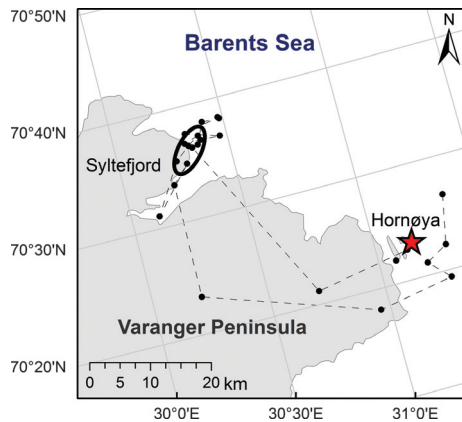 70°50'N
Barents Sea
N
70°40'N
Syltefjord
Hornøya
70°30'N
Varanger Peninsula
70°20'N
0 5 10 20
km
30°0'E 30°30'E 31°0'E